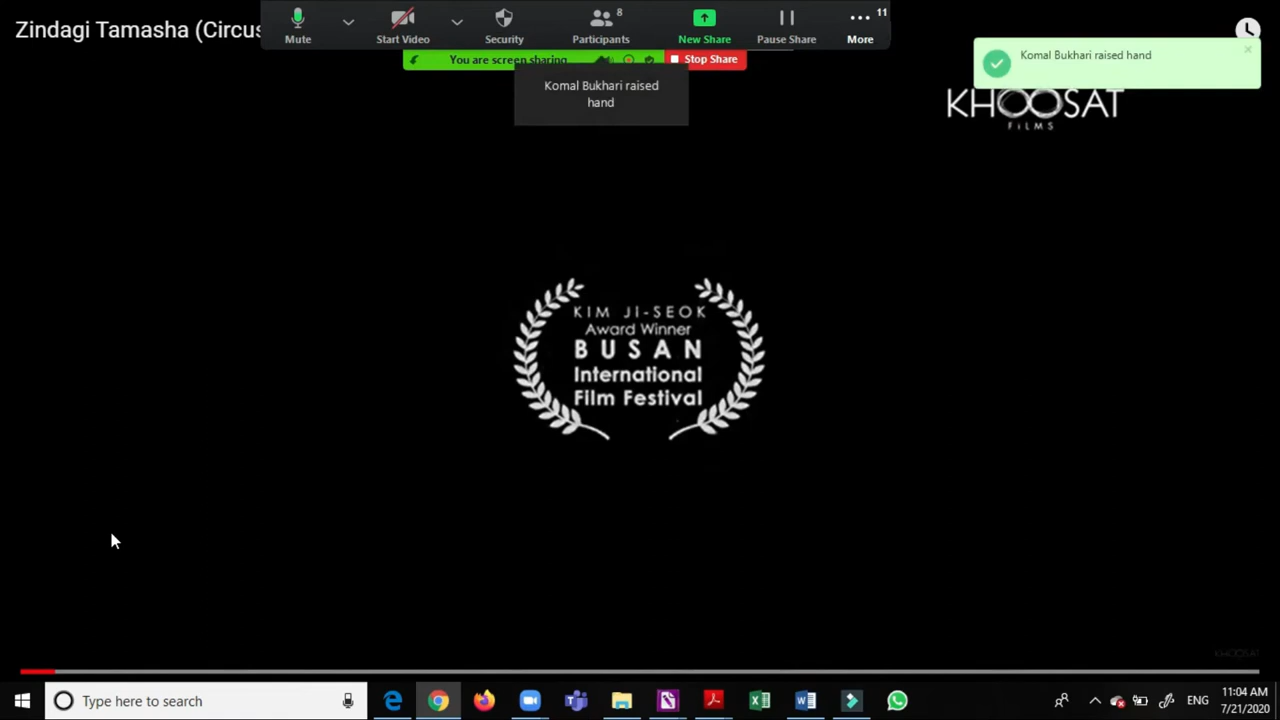 Zindagi Tamasha (Circus
Mute
Start Video
Security
8
Participants
New Share
Pause Share
11
More
You are screen sharing
Stop Share
Komal Bukhari raised
hand
Komal Bukhari raised hand
KHOOSAT
FILMS
KIM JI-SEOK
Award Winner
BUSAN
International
Film Festival
KHOOSAT
Type here to search
ENG
11:04 AM
7/21/2020